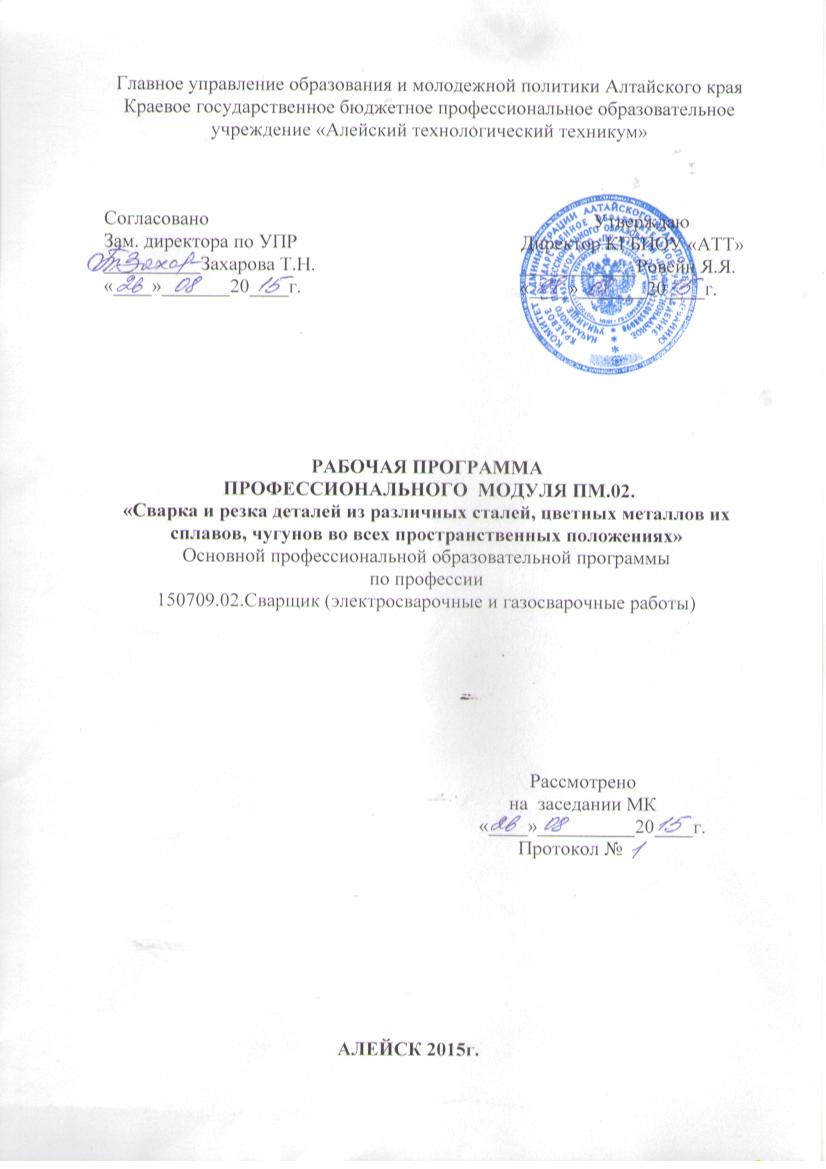 Главное управление образования и молодежной политики Алтайского края
Краевое государственное бюджетное профессиональное образовательное
учреждение «Алейский технологический техникум»
Согласовано
Зам. директора по УПР
Захарова Т.Н.
«26» 08 20 15 г.
Утверждаю
Директор КГБПОУ «АТТ»
Ровейн Я.Я.
20 15 г.
РАБОЧАЯ ПРОГРАММА
ПРОФЕССИОНАЛЬНОГО МОДУЛЯ ПМ.02.
«Сварка и резка деталей из различных сталей, цветных металлов их
сплавов, чугунов во всех пространственных положениях»
Основной профессиональной образовательной программы
по профессии
150709.02.Сварщик (электросварочные и газосварочные работы)
Рассмотрено
на заседании МК
«26» 08 20 15 г.
Протокол № 1
АЛЕЙСК 2015г.